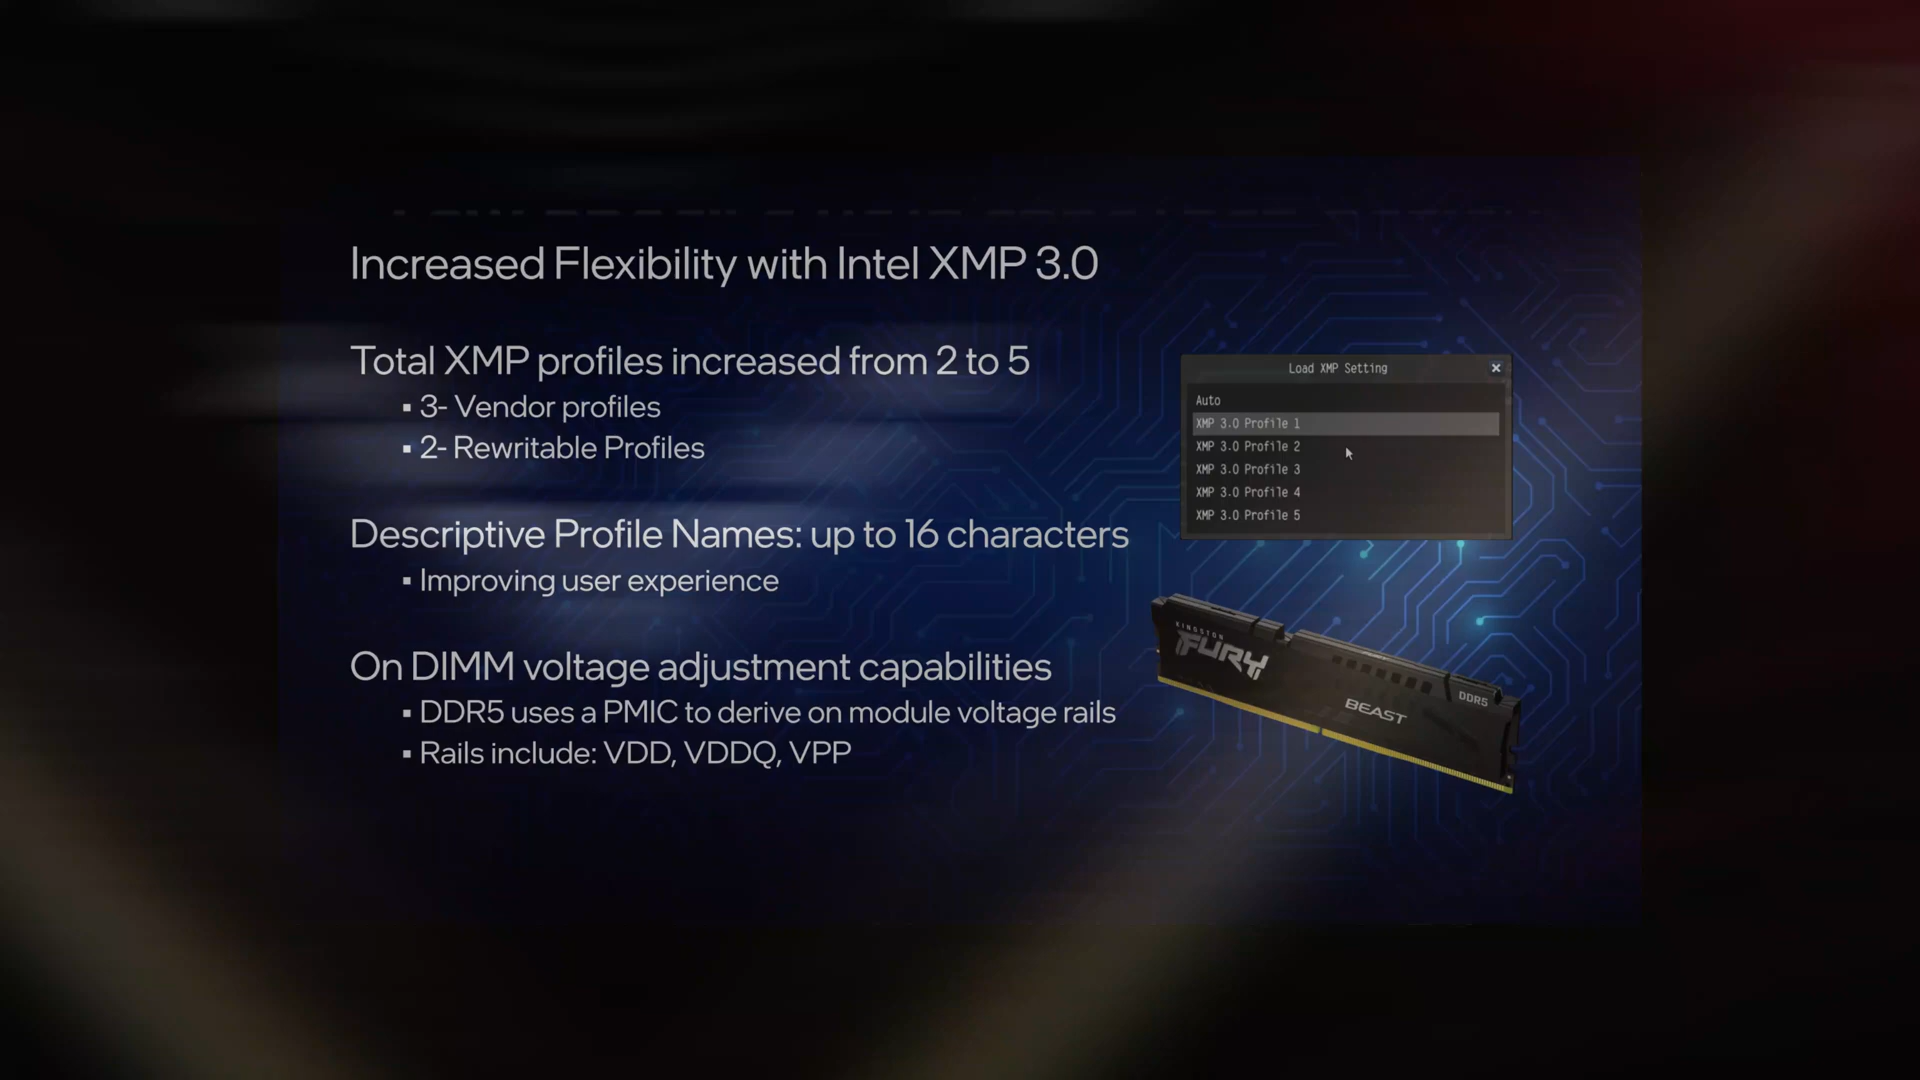 Increased Flexibility with Intel XMP 3.0
Total XMP profiles increased from 2 to 5
▪ 3- Vendor profiles
▪ 2- Rewritable Profiles
Descriptive Profile Names: up to 16 characters
▪ Improving user experience
On DIMM voltage adjustment capabilities
▪ DDR5 uses a PMIC to derive on module voltage rails
▪ Rails include: VDD, VDDQ, VPP
Load XMP Setting
Auto
XMP 3.0 Profile 1
XMP 3.0 Profile 2
XMP 3.0 Profile 3
XMP 3.0 Profile 4
XMP 3.0 Profile 5
KINGSTON
FURY
BEAST
DDR5